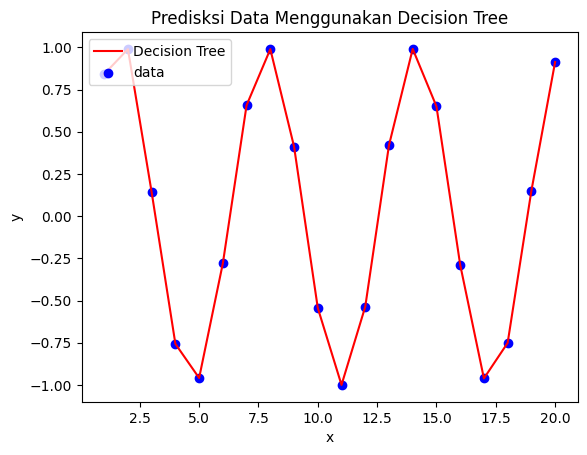 Predisksi Data Menggunakan Decision Tree
Decision Tree
data
y
1.00
0.75
0.50
0.25
0.00
−0.25
−0.50
−0.75
−1.00
2.5 5.0 7.5 10.0 12.5 15.0 17.5 20.0
x